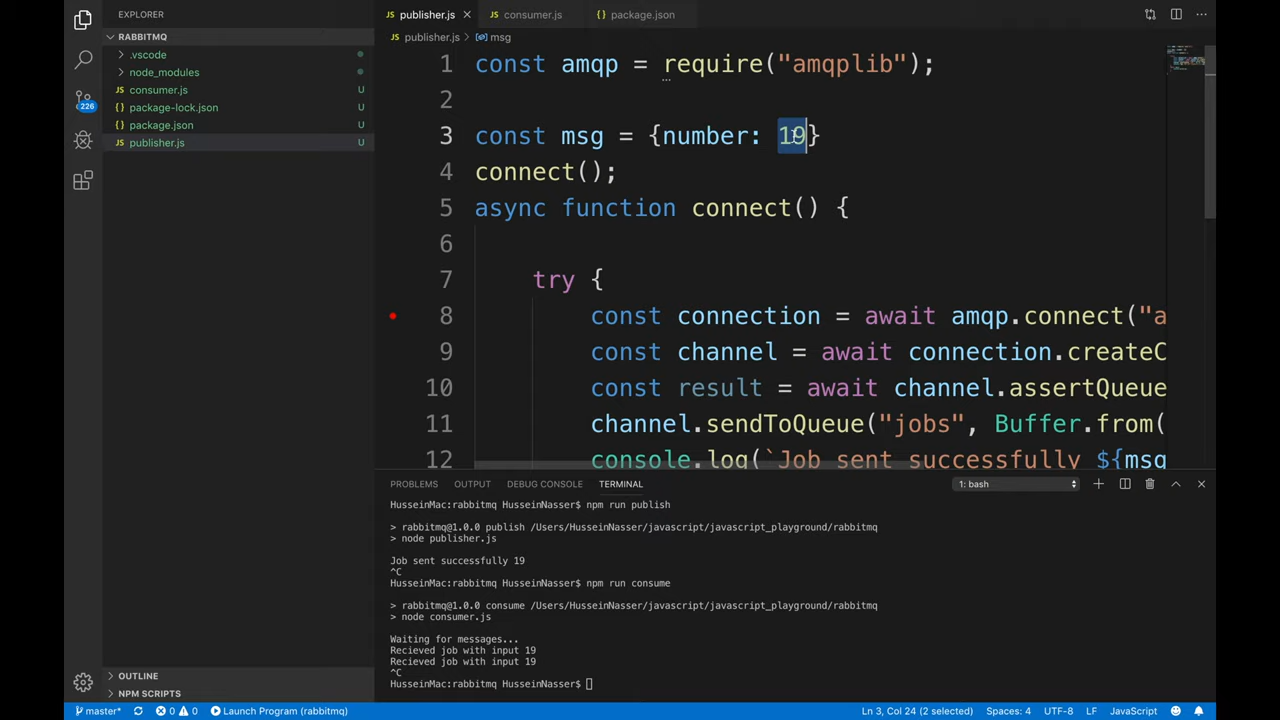 EXPLORER
RABBITMQ
.vscode
node_modules
consumer.js U
package-lock.json U
package.json U
publisher.js U
226
OUTLINE
NPM SCRIPTS
publisher.js
consumer.js
package.json
publisher.js > msg
1 const amqp = require("amqplib");
2
3 const msg = {number: 19}
4 connect();
5 async function connect() {
6
7 try {
8 const connection = await amqp.connect("a
9 const channel = await connection.createC
10 const result = await channel.assertQueue
11 channel.sendToQueue("jobs", Buffer.from(
12 console.log(`Job sent successfully ${msg
PROBLEMS OUTPUT DEBUG CONSOLE TERMINAL 1: bash
HusseinMac:rabbitmq HusseinNasser$ npm run publish
> rabbitmq@1.0.0 publish /Users/HusseinNasser/javascript/javascript_playground/rabbitmq
> node publisher.js
Job sent successfully 19
^C
HusseinMac:rabbitmq HusseinNasser$ npm run consume
> rabbitmq@1.0.0 consume /Users/HusseinNasser/javascript/javascript_playground/rabbitmq
> node consumer.js
Waiting for messages...
Recieved job with input 19
Recieved job with input 19
^C
HusseinMac:rabbitmq HusseinNasser$
master* 0 0 Launch Program (rabbitmq) Ln 3, Col 24 (2 selected) Spaces: 4 UTF-8 LF JavaScript